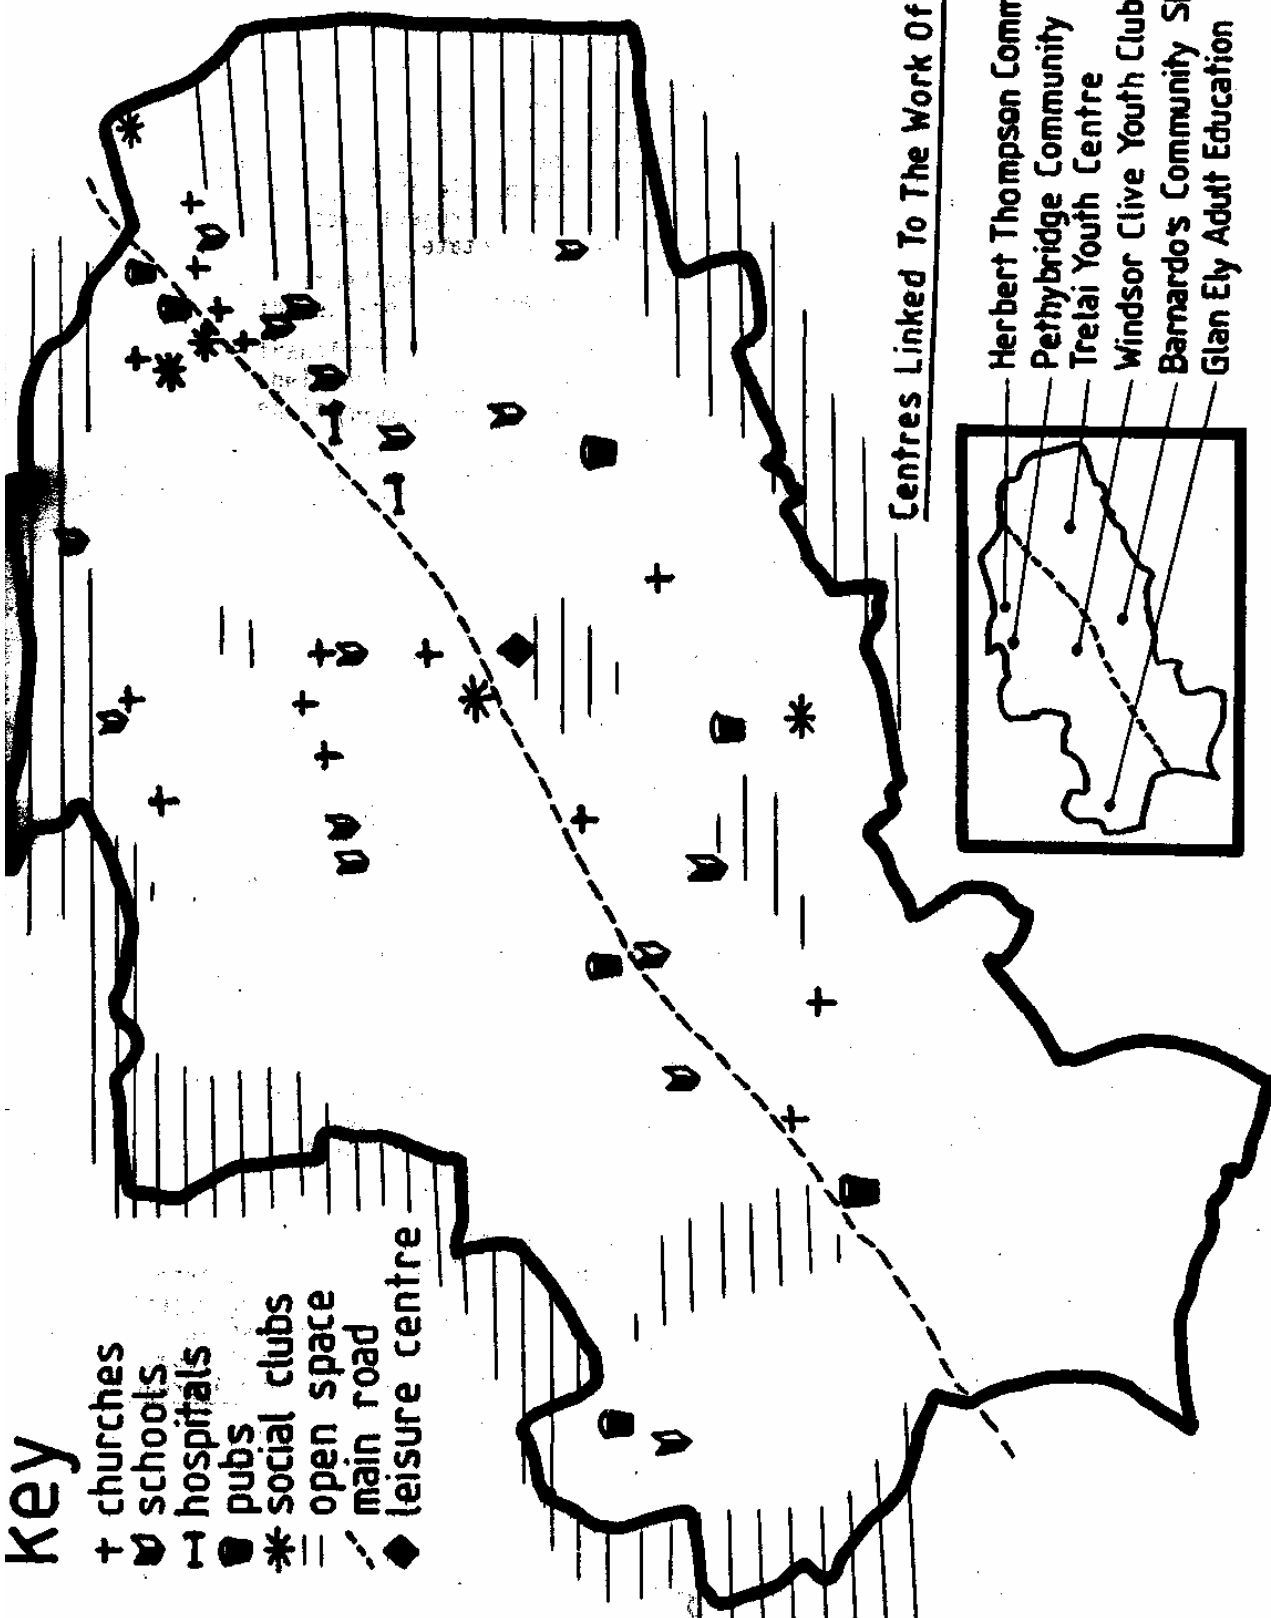 key
churches
schools
hospitals
pubs
social clubs
open space
main road
leisure centre
Centres Linked To The Work Of
Herbert Thompson Comm
Pethybridge Community
Trelai Youth Centre
Windsor Clive Youth Club
Barnardo's Community
Glan Ely Adult Education